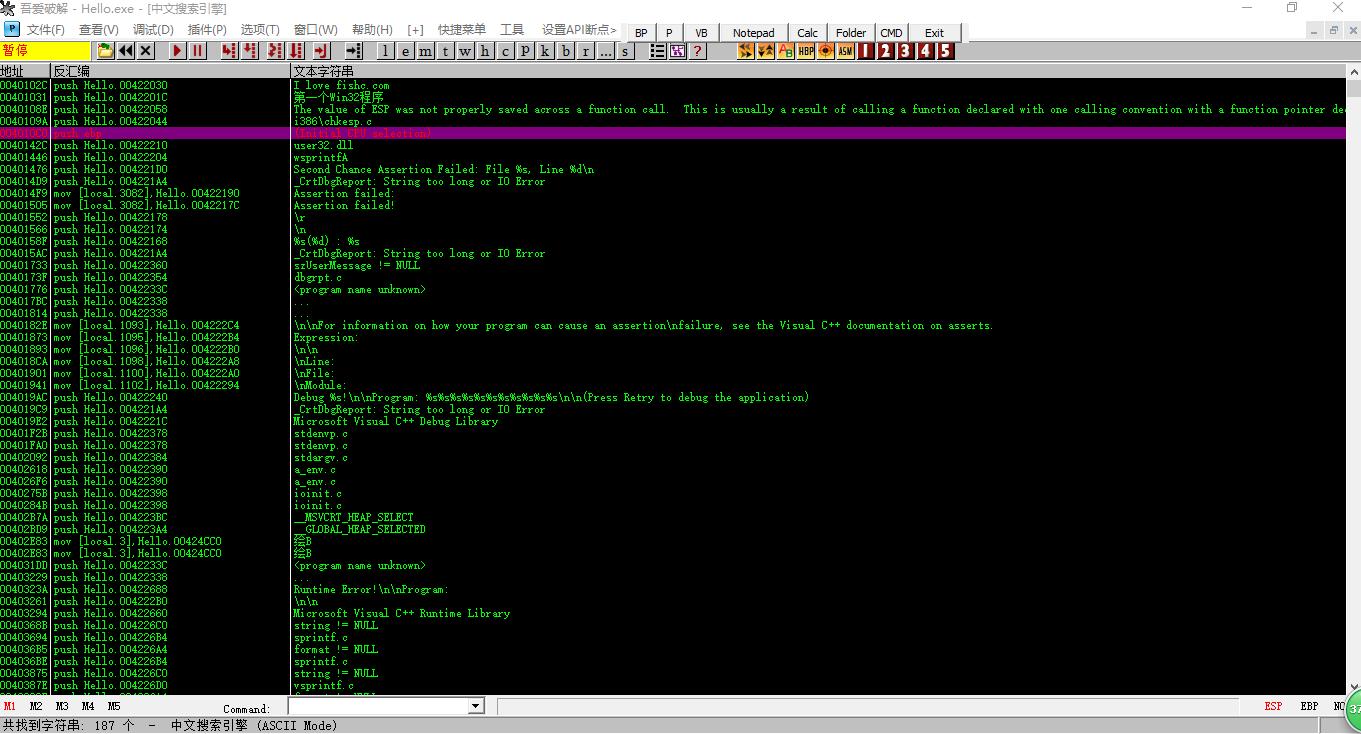 吾爱破解 - Hello.exe - [中文搜索引擎]
文件(F) 查看(V) 调试(D) 插件(P) 选项(T) 窗口(W) 帮助(H) [+] 快捷菜单 工具 设置API断点> BP P VB Notepad Calc Folder CMD Exit
暂停 l e m t w h c p k b r ... s ? HBP ASM 1 2 3 4 5
地址 反汇编 文本字符串
0040102C push Hello.00422030 I love fishc.com
00401031 push Hello.0042201C 第一个Win32程序
0040108E push Hello.00422058 The value of ESP was not properly saved across a function call.  This is usually a result of calling a function declared with one calling convention with a function pointer de
0040109A push Hello.00422044 i386\chkesp.c
004010C0 push ebp (Initial CPU selection)
0040142C push Hello.00422210 user32.dll
00401446 push Hello.00422204 wsprintfA
00401476 push Hello.004221D0 Second Chance Assertion Failed: File %s, Line %d\n
004014D9 push Hello.004221A4 _CrtDbgReport: String too long or IO Error
004014F9 mov [local.3082],Hello.00422190 Assertion failed:
00401505 mov [local.3082],Hello.0042217C Assertion failed!
00401552 push Hello.00422178 \r
00401566 push Hello.00422174 \n
0040158F push Hello.00422168 %s(%d) : %s
004015AC push Hello.004221A4 _CrtDbgReport: String too long or IO Error
00401733 push Hello.00422360 szUserMessage != NULL
0040173F push Hello.00422354 dbgrpt.c
00401776 push Hello.0042233C <program name unknown>
004017BC push Hello.00422338 ...
00401814 push Hello.00422338 ...
0040182E mov [local.1093],Hello.004222C4 \n\nFor information on how your program can cause an assertion\nfailure, see the Visual C++ documentation on asserts.
00401873 mov [local.1095],Hello.004222B4 Expression:
00401893 mov [local.1096],Hello.004222B0 \n\n
004018CA mov [local.1098],Hello.004222A8 \nLine:
00401901 mov [local.1100],Hello.004222A0 \nFile:
00401941 mov [local.1102],Hello.00422294 \nModule:
004019AC push Hello.00422240 Debug %s!\n\nProgram: %s%s%s%s%s%s%s%s%s%s%s\n\n(Press Retry to debug the application)
004019C9 push Hello.004221A4 _CrtDbgReport: String too long or IO Error
004019E2 push Hello.0042221C Microsoft Visual C++ Debug Library
00401F2B push Hello.00422378 stdenvp.c
00401FA0 push Hello.00422378 stdenvp.c
00402092 push Hello.00422384 stdargv.c
00402618 push Hello.00422390 a_env.c
004026F6 push Hello.00422390 a_env.c
0040275B push Hello.00422398 ioinit.c
0040284B push Hello.00422398 ioinit.c
00402B7A push Hello.004223BC __MSVCRT_HEAP_SELECT
00402BD9 push Hello.004223A4 __GLOBAL_HEAP_SELECTED
00402E83 mov [local.3],Hello.00424CC0 绘B
00402E83 mov [local.3],Hello.00424CC0 绘B
004031DD push Hello.0042233C <program name unknown>
00403229 push Hello.00422338 ...
0040323A push Hello.00422688 Runtime Error!\n\nProgram:
00403261 push Hello.004222B0 \n\n
00403294 push Hello.00422660 Microsoft Visual C++ Runtime Library
0040368B push Hello.004226C0 string != NULL
00403694 push Hello.004226B4 sprintf.c
004036B5 push Hello.004226A4 format != NULL
004036BE push Hello.004226B4 sprintf.c
00403875 push Hello.004226C0 string != NULL
0040387E push Hello.004226D0 vsprintf.c
M1 M2 M3 M4 M5 Command: ESP EBP NO
37
共找到字符串: 187 个 - 中文搜索引擎 (ASCII Mode)